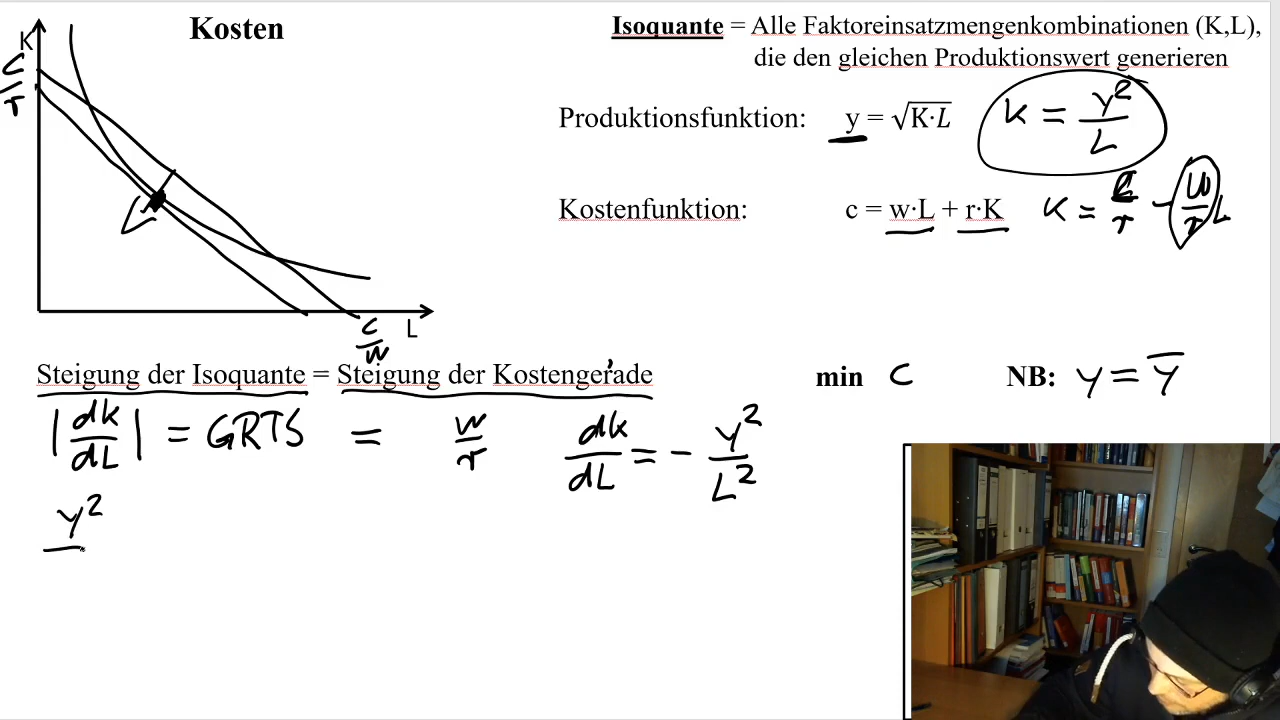 Kosten
Isoquante = Alle Faktoreinsatzmengenkombinationen (K,L),
die den gleichen Produktionswert generieren
K
C/r
Produktionsfunktion: y = √K·L K = y²/L
Kostenfunktion: c = w·L + r·K K = C/r - w/r L
C/w
L
Steigung der Isoquante = Steigung der Kostengerade
min C NB: y = y̅
|dK/dL| = GRTS = w/r dK/dL = - y²/L²
y²